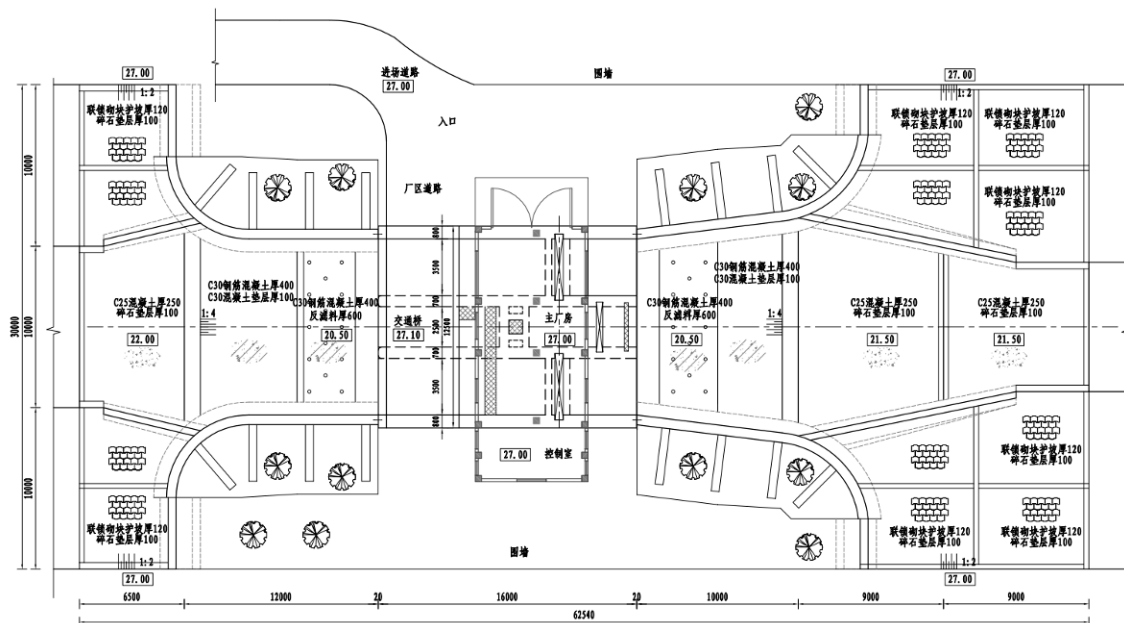 27.00
进场道路
27.00
围墙
27.00
1:2
联锁砌块护坡厚120
碎石垫层厚100
入口
1:2
联锁砌块护坡厚120
碎石垫层厚100
联锁砌块护坡厚120
碎石垫层厚100
厂区道路
联锁砌块护坡厚120
碎石垫层厚100
10000
10000
10000
30000
800
3500
700
2500
700
3500
800
12100
C25混凝土厚250
碎石垫层厚100
1:4
22.00
C30钢筋混凝土厚400
C30混凝土垫层厚100
C30钢筋混凝土厚400
反滤料厚600
20.50
交通桥
27.10
主厂房
27.00
C30钢筋混凝土厚400
反滤料厚600
20.50
C30钢筋混凝土厚400
C30混凝土垫层厚100
1:4
C25混凝土厚250
碎石垫层厚100
21.50
C25混凝土厚250
碎石垫层厚100
21.50
27.00
控制室
联锁砌块护坡厚120
碎石垫层厚100
联锁砌块护坡厚120
碎石垫层厚100
1:2
27.00
围墙
联锁砌块护坡厚120
碎石垫层厚100
1:2
27.00
联锁砌块护坡厚120
碎石垫层厚100
6500
12000
20
16000
20
10000
9000
9000
62540